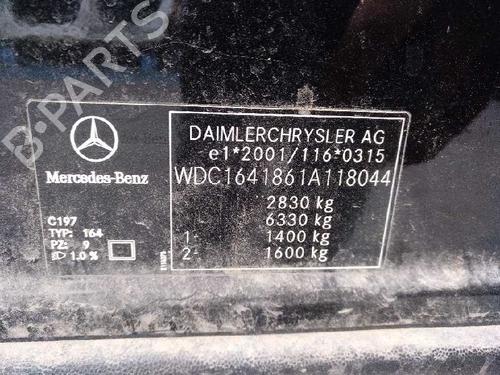 B-PARTS
Mercedes-Benz
C197
TYP: 164
PZ: 9
1.0 %
DAIMLERCHRYSLER AG
e1*2001/116*0315
WDC1641861A118044
2830 kg
6330 kg
1- 1400 kg
2- 1600 kg